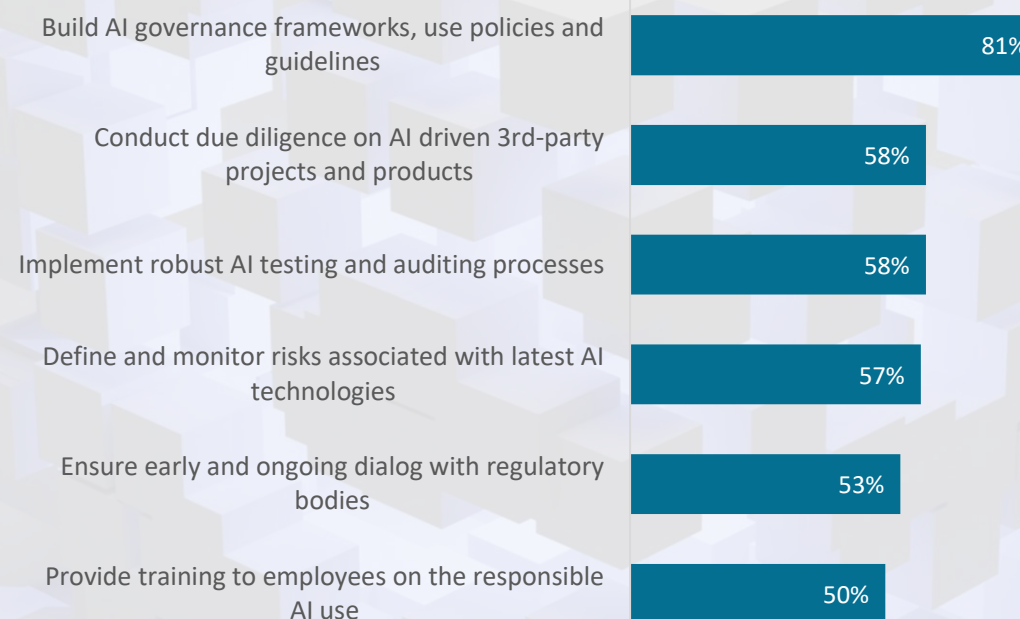 Build AI governance frameworks, use policies and
guidelines
81%
Conduct due diligence on AI driven 3rd-party
projects and products
58%
Implement robust AI testing and auditing processes
58%
Define and monitor risks associated with latest AI
technologies
57%
Ensure early and ongoing dialog with regulatory
bodies
53%
Provide training to employees on the responsible
AI use
50%